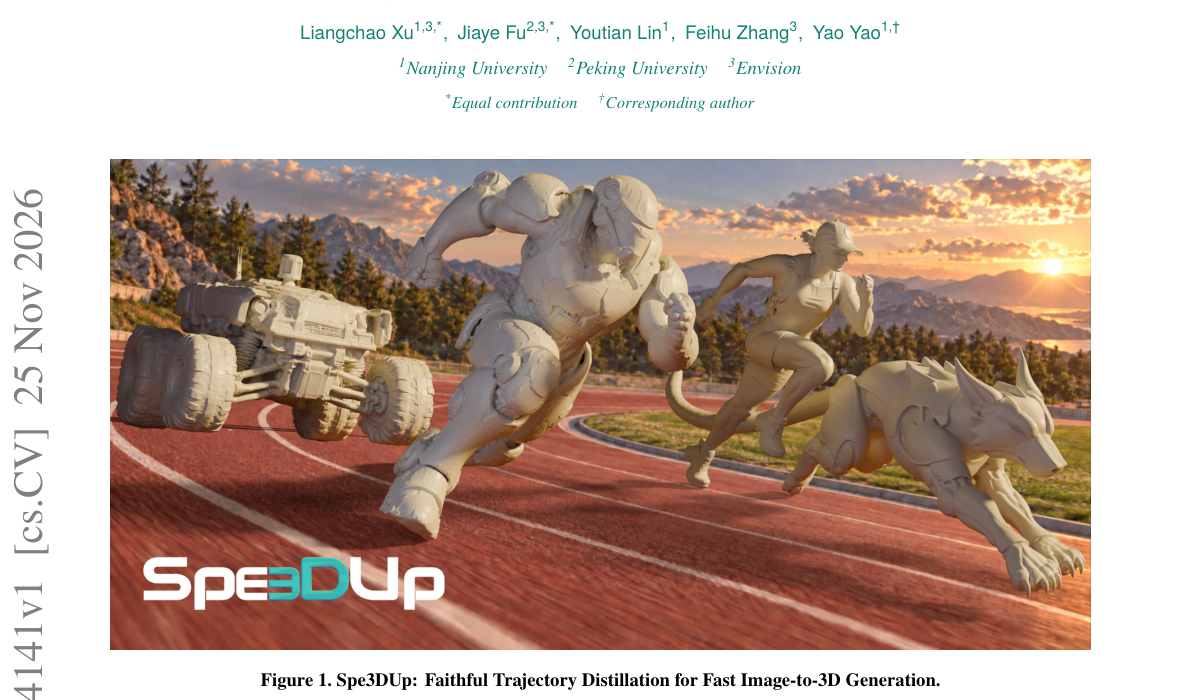 Liangchao Xu1,3,*, Jiaye Fu2,3,*, Youtian Lin1, Feihu Zhang3, Yao Yao1,†
1Nanjing University 2Peking University 3Envision
*Equal contribution †Corresponding author
4141v1 [cs.CV] 25 Nov 2026
Spe3DUp
Figure 1. Spe3DUp: Faithful Trajectory Distillation for Fast Image-to-3D Generation.